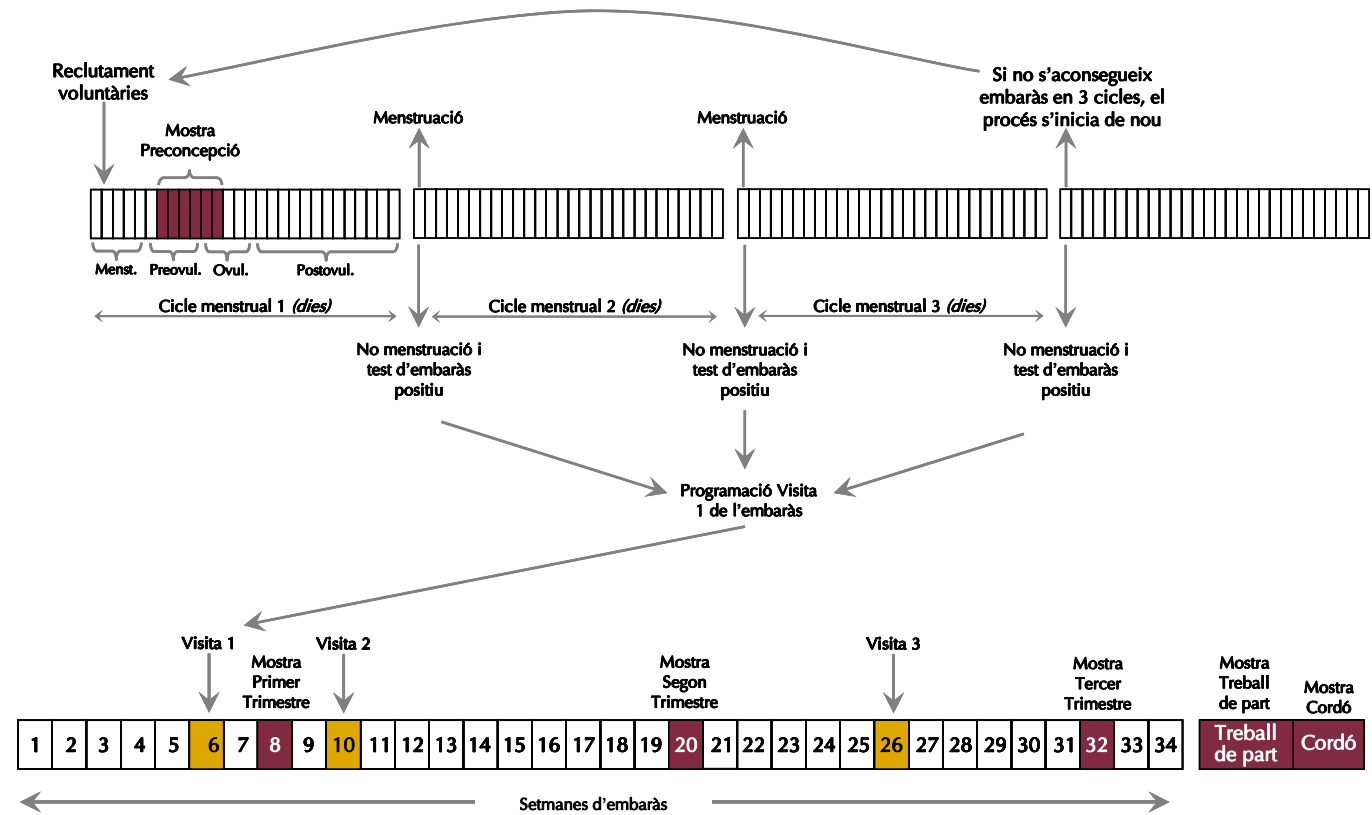 Reclutament
voluntàries
Si no s'aconsegueix
embaràs en 3 cicles, el
procés s'inicia de nou
Mostra
Preconcepció
Menstruació
Menstruació
Menst.
Preovul.
Ovul.
Postovul.
Cicle menstrual 1 (dies)
Cicle menstrual 2 (dies)
Cicle menstrual 3 (dies)
No menstruació i
test d'embaràs
positiu
No menstruació i
test d'embaràs
positiu
No menstruació i
test d'embaràs
positiu
Programació Visita
1 de l'embaràs
Visita 1
Mostra
Primer
Trimestre
Visita 2
Mostra
Segon
Trimestre
Visita 3
Mostra
Tercer
Trimestre
Mostra
Treball
de part
Mostra
Cordó
1 2 3 4 5 6 7 8 9 10 11 12 13 14 15 16 17 18 19 20 21 22 23 24 25 26 27 28 29 30 31 32 33 34
Treball
de part
Cordó
Setmanes d'embaràs